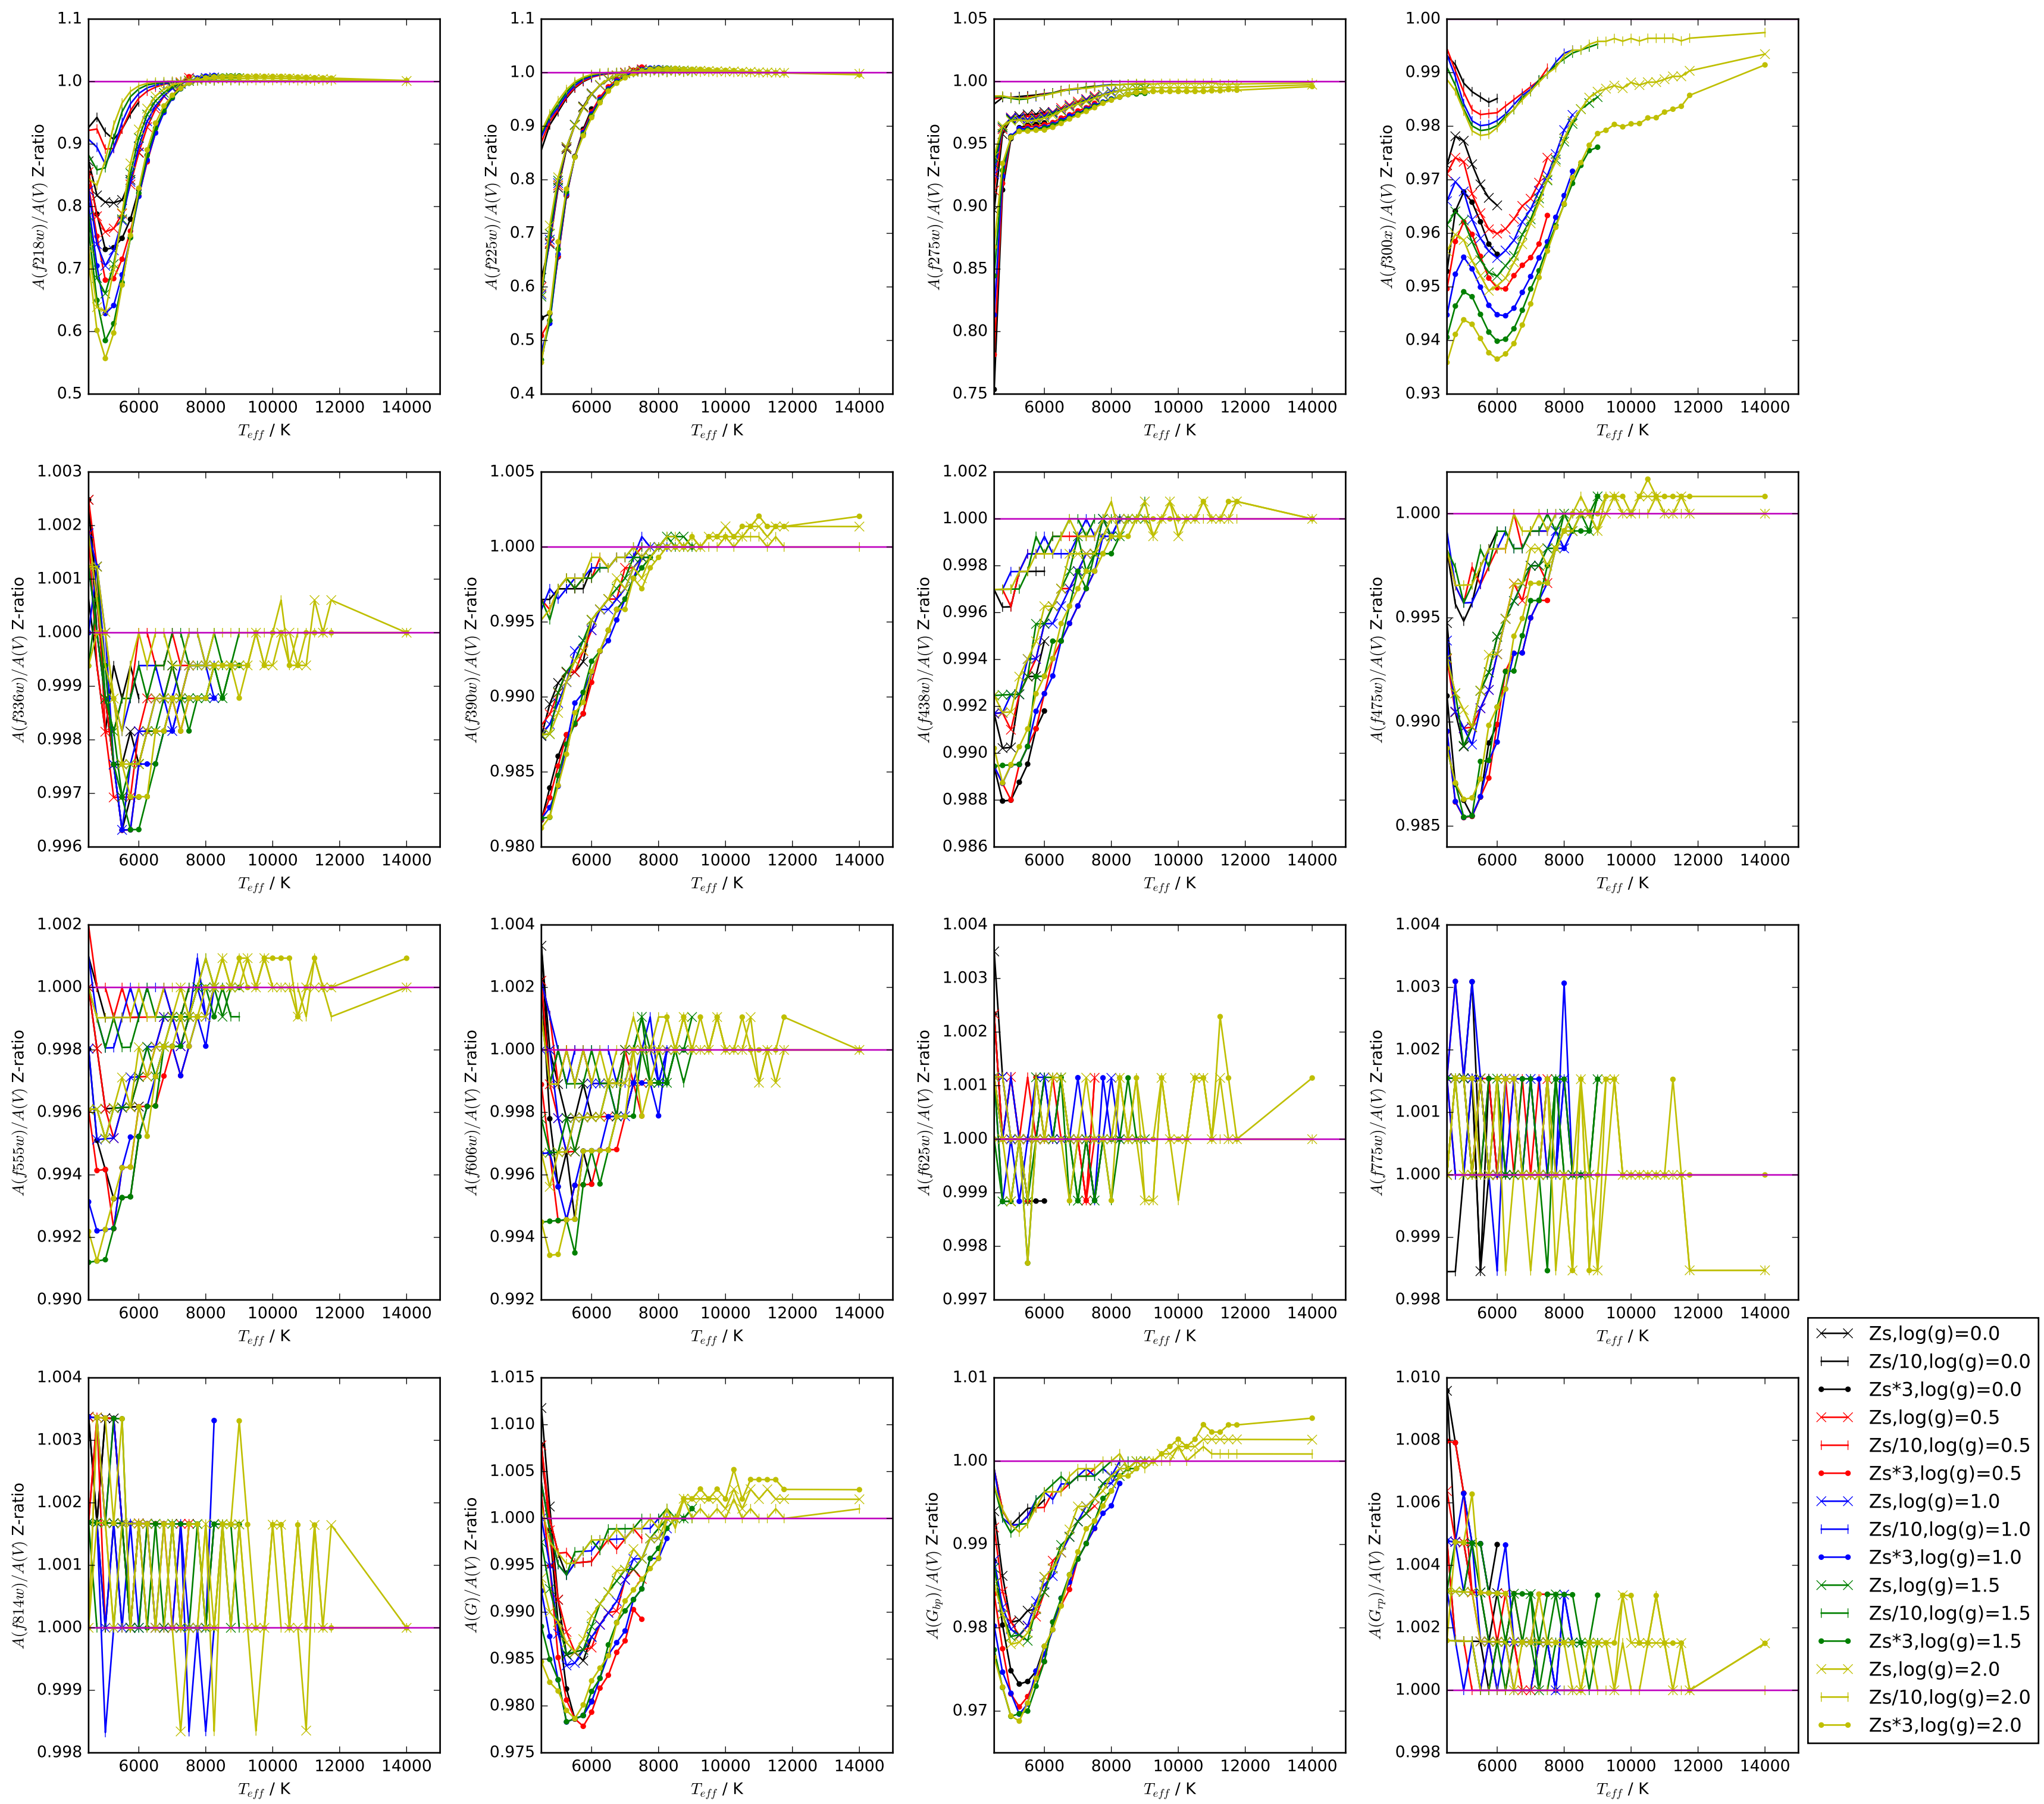 A(f218w)/A(V) Z-ratio
1.1
1.0
0.9
0.8
0.7
0.6
0.5
6000 8000 10000 12000 14000
T_eff / K
A(f225w)/A(V) Z-ratio
1.1
1.0
0.9
0.8
0.7
0.6
0.5
0.4
6000 8000 10000 12000 14000
T_eff / K
A(f275w)/A(V) Z-ratio
1.05
1.00
0.95
0.90
0.85
0.80
0.75
6000 8000 10000 12000 14000
T_eff / K
A(f300x)/A(V) Z-ratio
1.00
0.99
0.98
0.97
0.96
0.95
0.94
0.93
6000 8000 10000 12000 14000
T_eff / K
A(f336w)/A(V) Z-ratio
1.003
1.002
1.001
1.000
0.999
0.998
0.997
0.996
6000 8000 10000 12000 14000
T_eff / K
A(f390w)/A(V) Z-ratio
1.005
1.000
0.995
0.990
0.985
0.980
6000 8000 10000 12000 14000
T_eff / K
A(f438w)/A(V) Z-ratio
1.002
1.000
0.998
0.996
0.994
0.992
0.990
0.988
0.986
6000 8000 10000 12000 14000
T_eff / K
A(f475w)/A(V) Z-ratio
1.000
0.995
0.990
0.985
6000 8000 10000 12000 14000
T_eff / K
A(f555w)/A(V) Z-ratio
1.002
1.000
0.998
0.996
0.994
0.992
0.990
6000 8000 10000 12000 14000
T_eff / K
A(f606w)/A(V) Z-ratio
1.004
1.002
1.000
0.998
0.996
0.994
0.992
6000 8000 10000 12000 14000
T_eff / K
A(f625w)/A(V) Z-ratio
1.004
1.003
1.002
1.001
1.000
0.999
0.998
0.997
6000 8000 10000 12000 14000
T_eff / K
A(f775w)/A(V) Z-ratio
1.004
1.003
1.002
1.001
1.000
0.999
0.998
6000 8000 10000 12000 14000
T_eff / K
A(f814w)/A(V) Z-ratio
1.004
1.003
1.002
1.001
1.000
0.999
0.998
6000 8000 10000 12000 14000
T_eff / K
A(G)/A(V) Z-ratio
1.015
1.010
1.005
1.000
0.995
0.990
0.985
0.980
0.975
6000 8000 10000 12000 14000
T_eff / K
A(G_bp)/A(V) Z-ratio
1.01
1.00
0.99
0.98
0.97
6000 8000 10000 12000 14000
T_eff / K
A(G_rp)/A(V) Z-ratio
1.010
1.008
1.006
1.004
1.002
1.000
0.998
6000 8000 10000 12000 14000
T_eff / K
Zs,log(g)=0.0
Zs/10,log(g)=0.0
Zs*3,log(g)=0.0
Zs,log(g)=0.5
Zs/10,log(g)=0.5
Zs*3,log(g)=0.5
Zs,log(g)=1.0
Zs/10,log(g)=1.0
Zs*3,log(g)=1.0
Zs,log(g)=1.5
Zs/10,log(g)=1.5
Zs*3,log(g)=1.5
Zs,log(g)=2.0
Zs/10,log(g)=2.0
Zs*3,log(g)=2.0